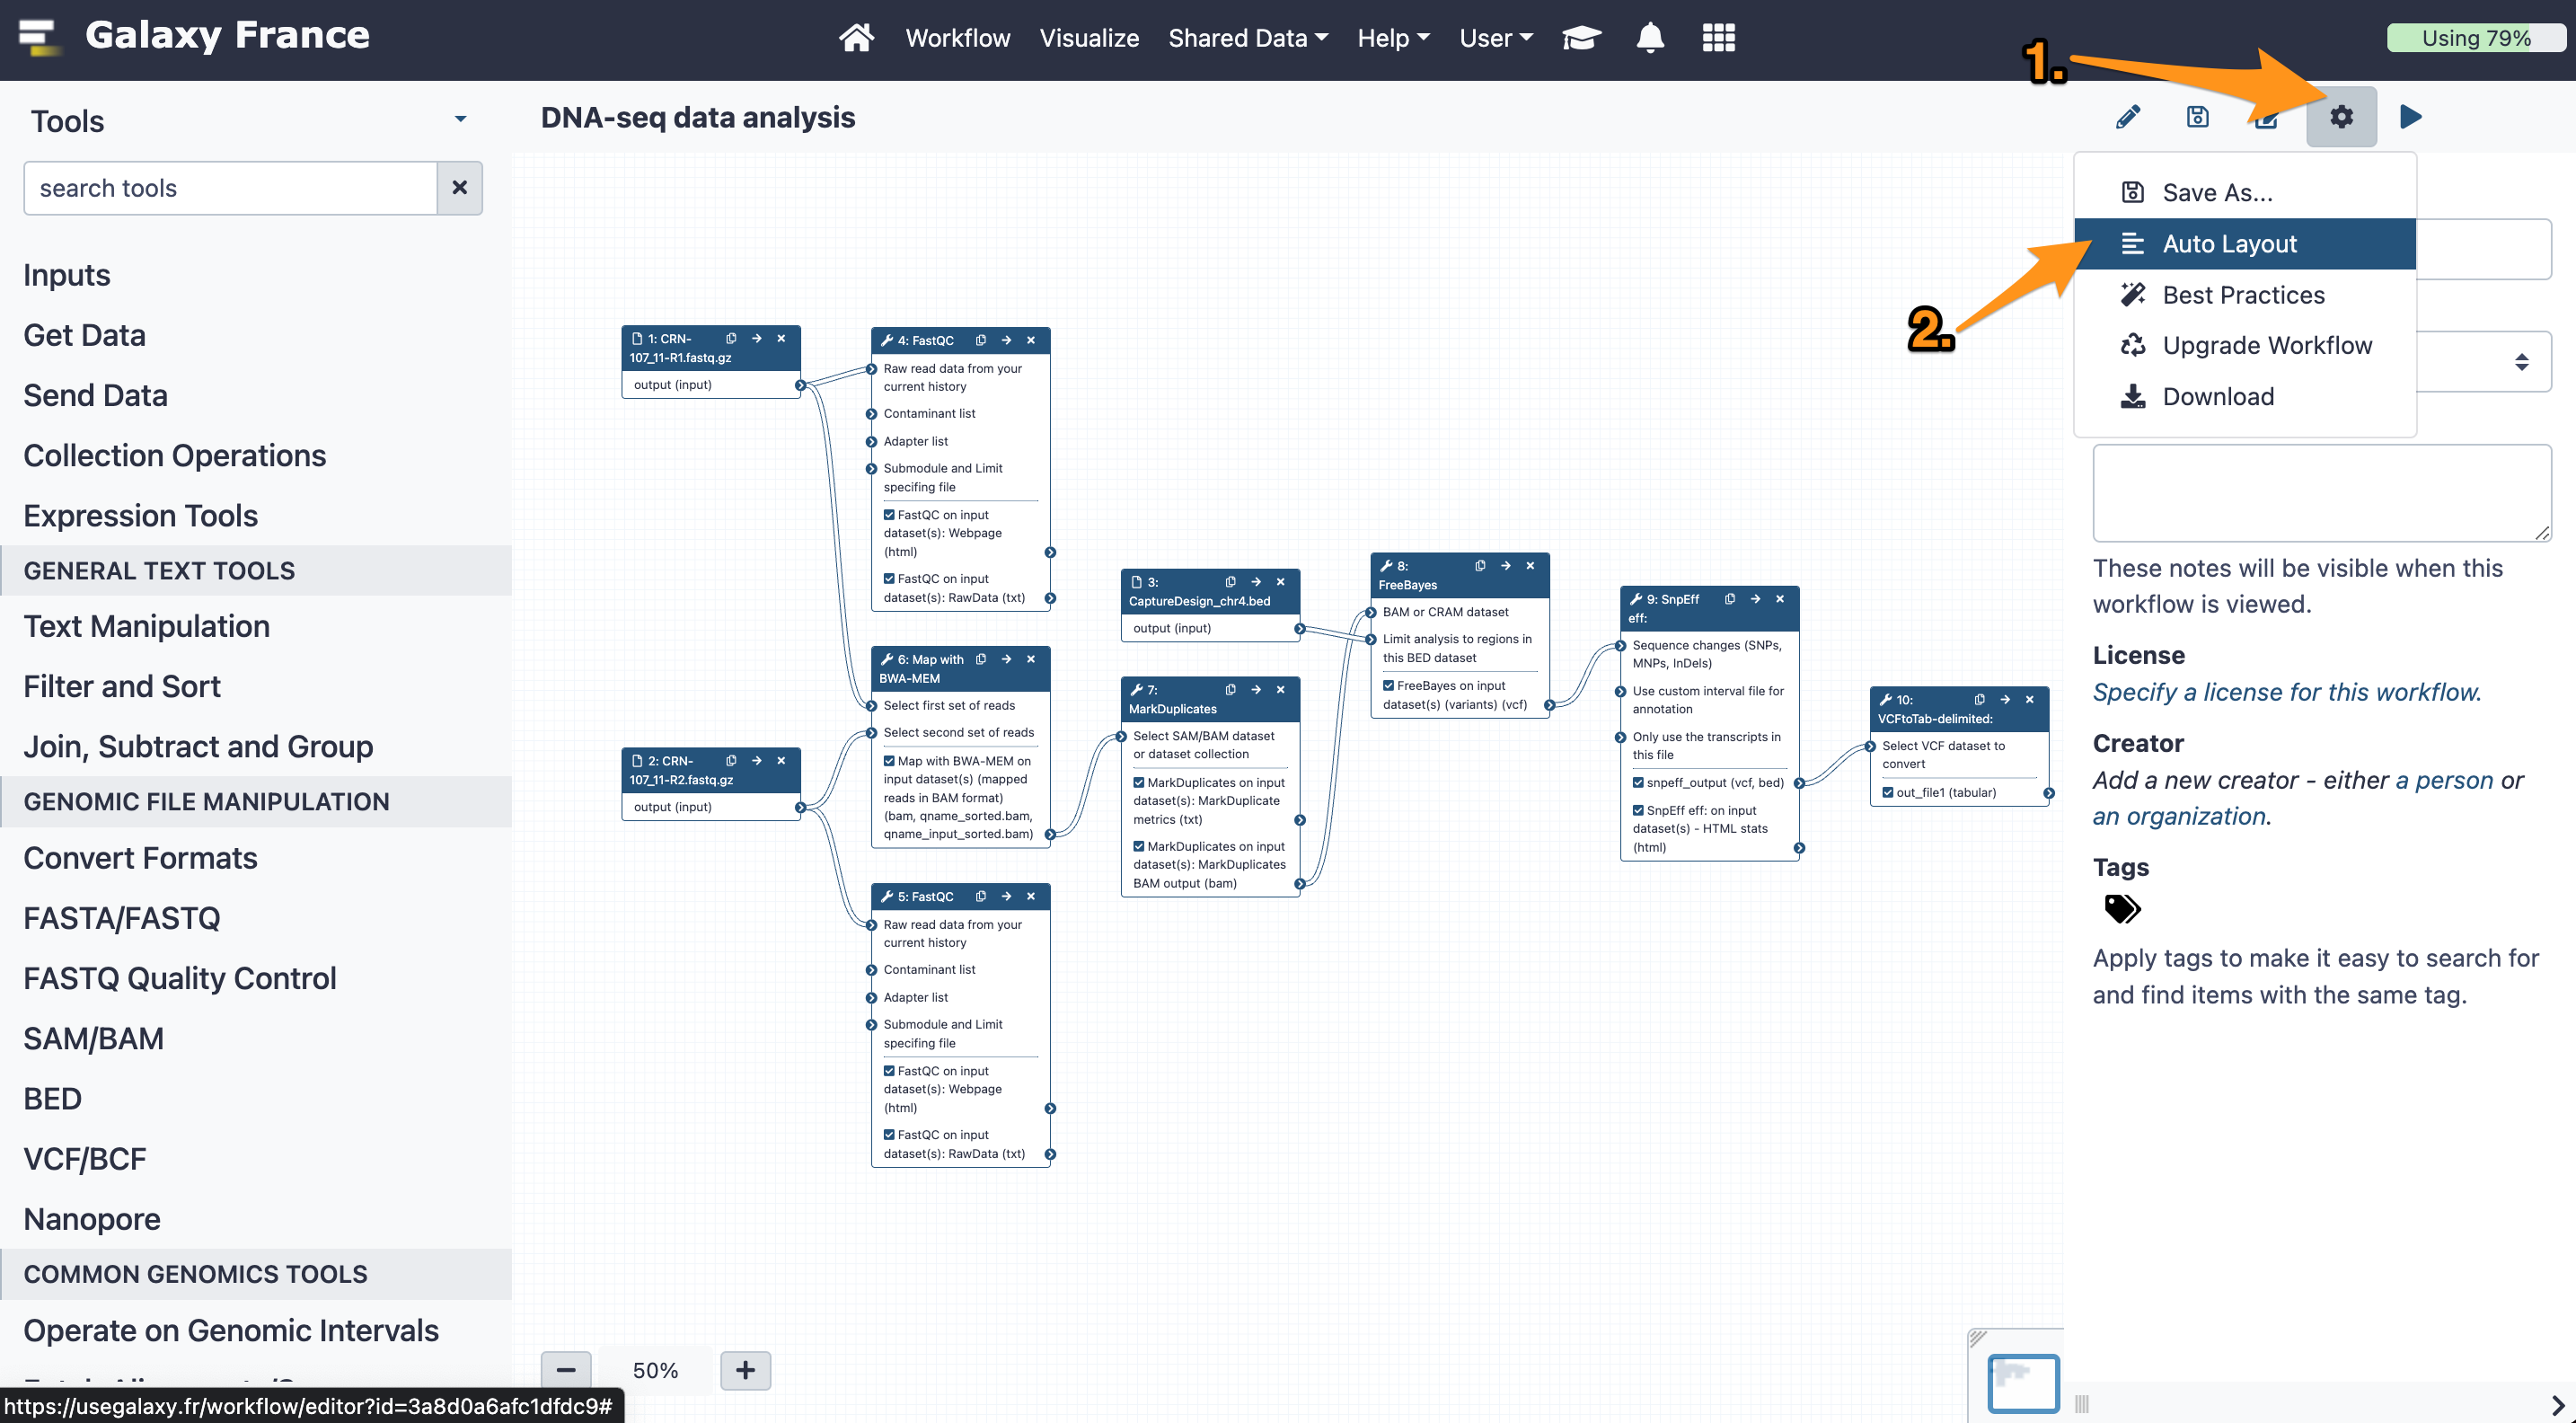 Galaxy France
Workflow
Visualize
Shared Data
Help
User
Using 79%
1.
Tools
search tools
Inputs
Get Data
Send Data
Collection Operations
Expression Tools
GENERAL TEXT TOOLS
Text Manipulation
Filter and Sort
Join, Subtract and Group
GENOMIC FILE MANIPULATION
Convert Formats
FASTA/FASTQ
FASTQ Quality Control
SAM/BAM
BED
VCF/BCF
Nanopore
COMMON GENOMICS TOOLS
Operate on Genomic Intervals
https://usegalaxy.fr/workflow/editor?id=3a8d0a6afc1dfdc9#
DNA-seq data analysis
1: CRN-
107_11-R1.fastq.gz
output (input)
2: CRN-
107_11-R2.fastq.gz
output (input)
4: FastQC
Raw read data from your
current history
Contaminant list
Adapter list
Submodule and Limit
specifing file
FastQC on input
dataset(s): Webpage
(html)
FastQC on input
dataset(s): RawData (txt)
6: Map with
BWA-MEM
Select first set of reads
Select second set of reads
Map with BWA-MEM on
input dataset(s) (mapped
reads in BAM format)
(bam, qname_sorted.bam,
qname_input_sorted.bam)
5: FastQC
Raw read data from your
current history
Contaminant list
Adapter list
Submodule and Limit
specifing file
FastQC on input
dataset(s): Webpage
(html)
FastQC on input
dataset(s): RawData (txt)
3:
CaptureDesign_chr4.bed
output (input)
7:
MarkDuplicates
Select SAM/BAM dataset
or dataset collection
MarkDuplicates on input
dataset(s): MarkDuplicate
metrics (txt)
MarkDuplicates on input
dataset(s): MarkDuplicates
BAM output (bam)
8:
FreeBayes
BAM or CRAM dataset
Limit analysis to regions in
this BED dataset
FreeBayes on input
dataset(s) (variants) (vcf)
9: SnpEff
eff:
Sequence changes (SNPs,
MNPs, InDels)
Use custom interval file for
annotation
Only use the transcripts in
this file
snpeff_output (vcf, bed)
SnpEff eff: on input
dataset(s) - HTML stats
(html)
10:
VCFtoTab-delimited:
Select VCF dataset to
convert
out_file1 (tabular)
50%
2.
Save As...
Auto Layout
Best Practices
Upgrade Workflow
Download
These notes will be visible when this
workflow is viewed.
License
Specify a license for this workflow.
Creator
Add a new creator - either a person or
an organization.
Tags
Apply tags to make it easy to search for
and find items with the same tag.